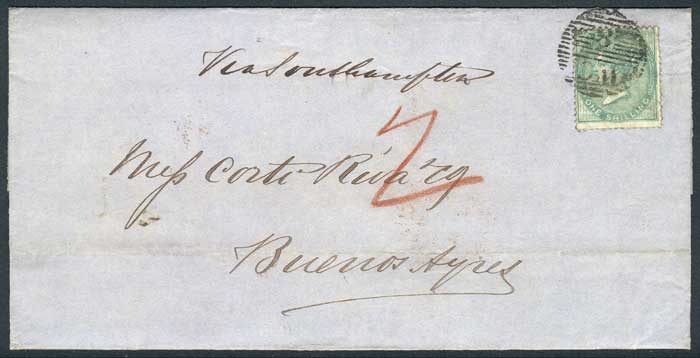 Via Southampton
ONE SHILLING
2
Mess Corti Riva & Cº
Buenos Ayres